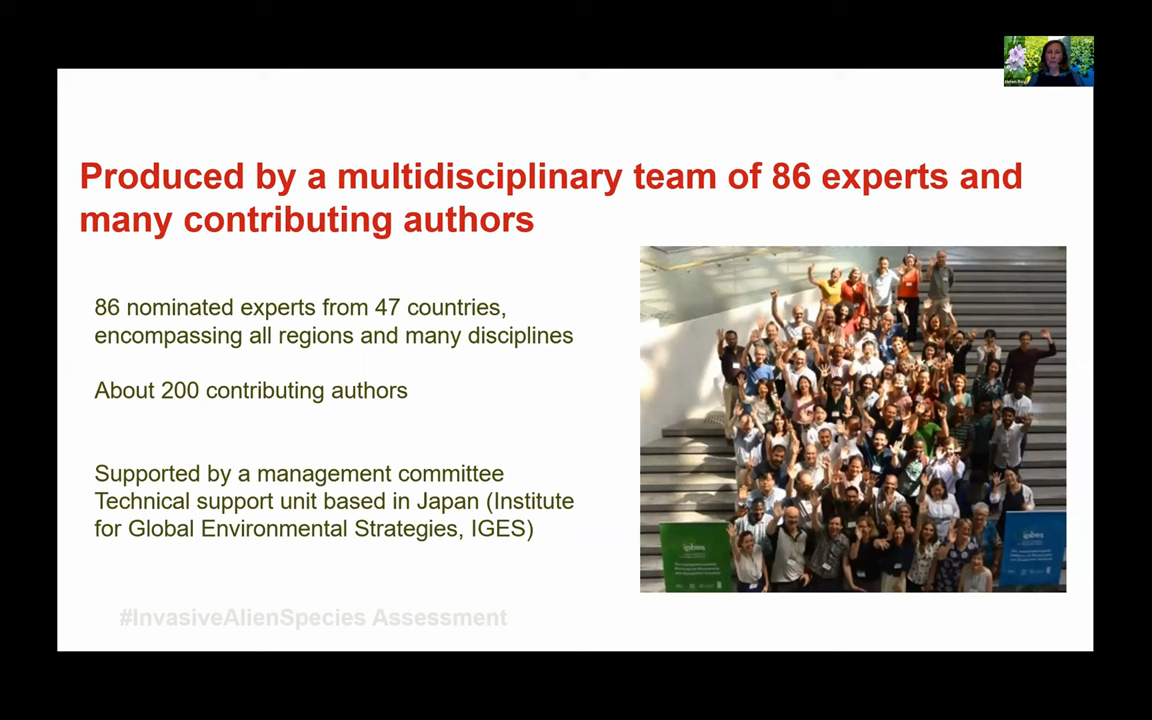 Produced by a multidisciplinary team of 86 experts and
many contributing authors
86 nominated experts from 47 countries,
encompassing all regions and many disciplines
About 200 contributing authors
Supported by a management committee
Technical support unit based in Japan (Institute
for Global Environmental Strategies, IGES)
ipbes
ipbes
#InvasiveAlienSpecies Assessment